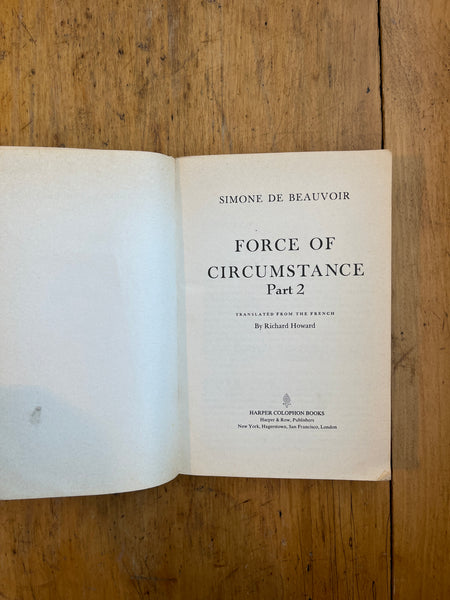 SIMONE DE BEAUVOIR
FORCE OF
CIRCUMSTANCE
Part 2
TRANSLATED FROM THE FRENCH
By Richard Howard
HARPER COLOPHON BOOKS
Harper & Row, Publishers
New York, Hagerstown, San Francisco, London